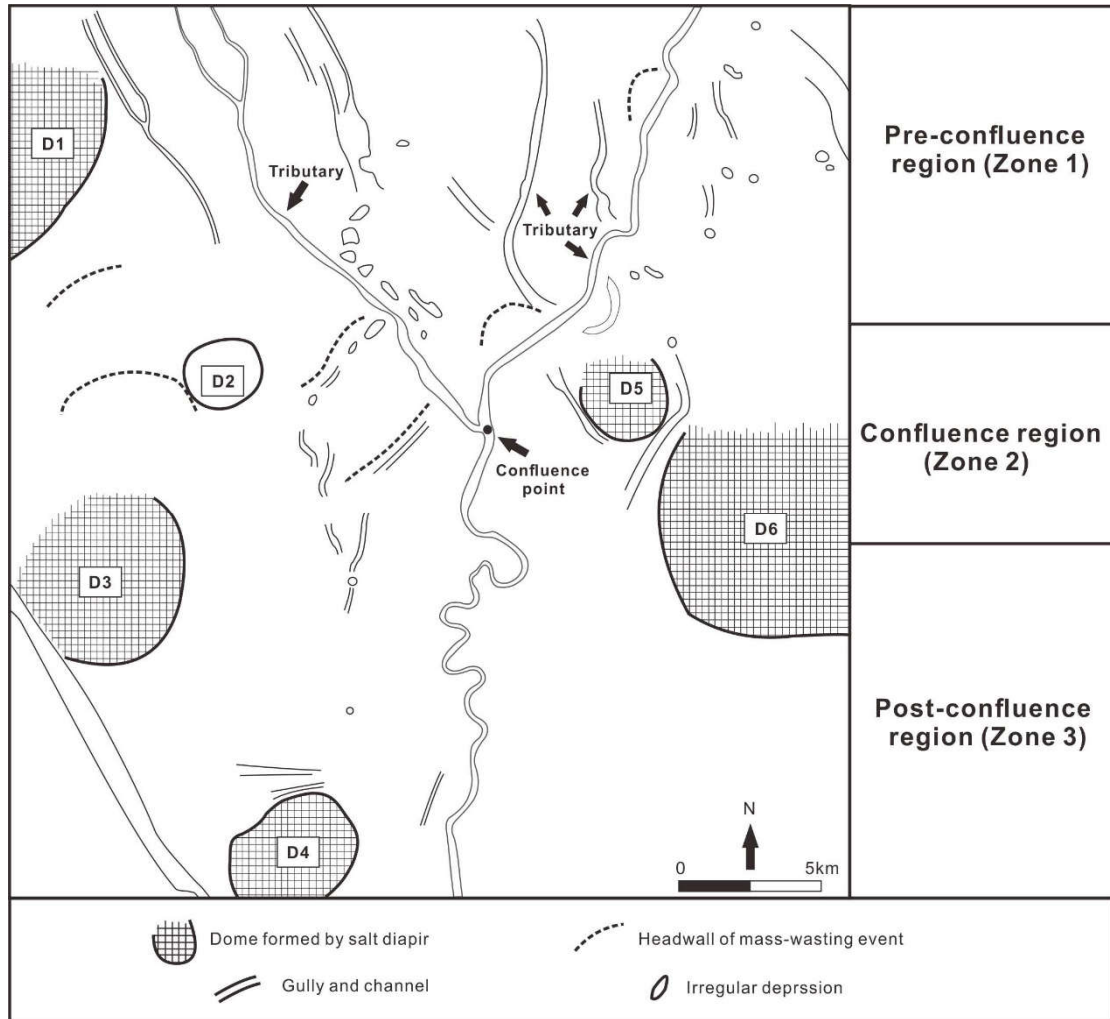 Pre-confluence
region (Zone 1)
D1
Tributary
Tributary
D2
D5
Confluence region
(Zone 2)
Confluence
point
D6
D3
Post-confluence
region (Zone 3)
N
D4
0
5km
Dome formed by salt diapir
Headwall of mass-wasting event
Gully and channel
Irregular deprssion